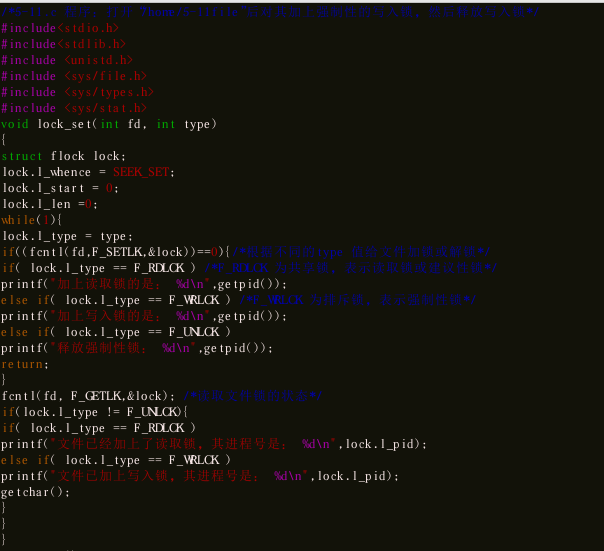 #include<stdio.h>
#include<stdlib.h>
#include <unistd.h>
#include <sys/file.h>
#include <sys/types.h>
#include <sys/stat.h>
void lock_set(int fd, int type)
{
struct flock lock;
lock.l_whence = SEEK_SET;
lock.l_start = 0;
lock.l_len =0;
while(1){
lock.l_type = type;
if((fcntl(fd,F_SETLK,&lock))==0){
if( lock.l_type == F_RDLCK )
printf("加上读取锁的是: %d\n",getpid());
else if( lock.l_type == F_WRLCK )
printf("加上写入锁的是: %d\n",getpid());
else if( lock.l_type == F_UNLCK )
printf("释放强制性锁: %d\n",getpid());
return;
}
fcntl(fd, F_GETLK,&lock);
if(lock.l_type != F_UNLCK){
if( lock.l_type == F_RDLCK )
printf("文件已经加上了读取锁，其进程号是: %d\n",lock.l_pid);
else if( lock.l_type == F_WRLCK )
printf("文件已加上写入锁，其进程号是: %d\n",lock.l_pid);
getchar();
}
}
}